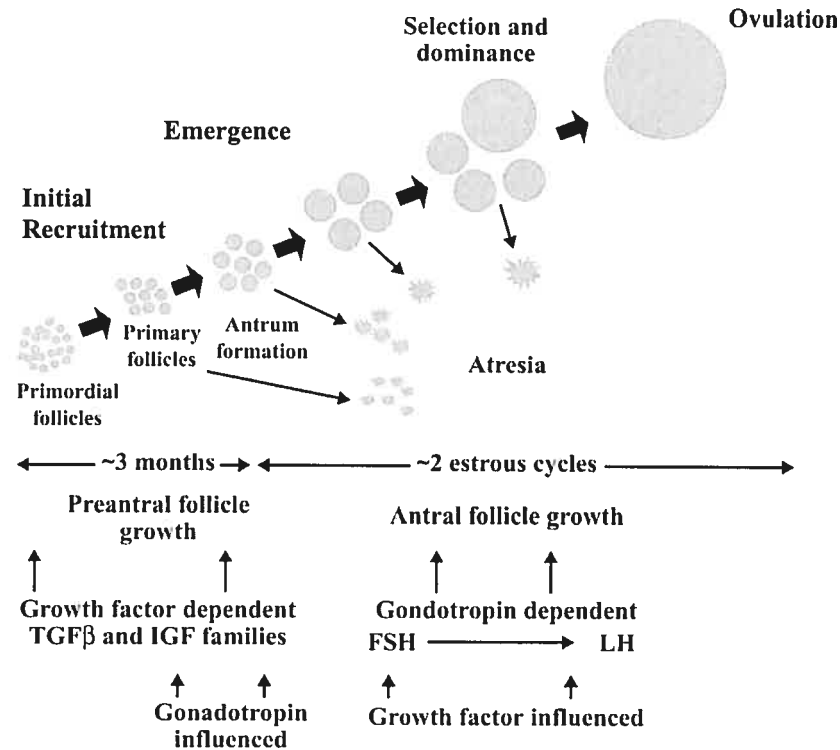 Ovulation
Selection and
dominance
Emergence
Initial
Recruitment
Primary
follicles
Antrum
formation
Atresia
Primordial
follicles
~3 months
~2 estrous cycles
Preantral follicle
growth
Antral follicle growth
Growth factor dependent
TGFβ and IGF families
Gondotropin dependent
FSH LH
Gonadotropin
influenced
Growth factor influenced